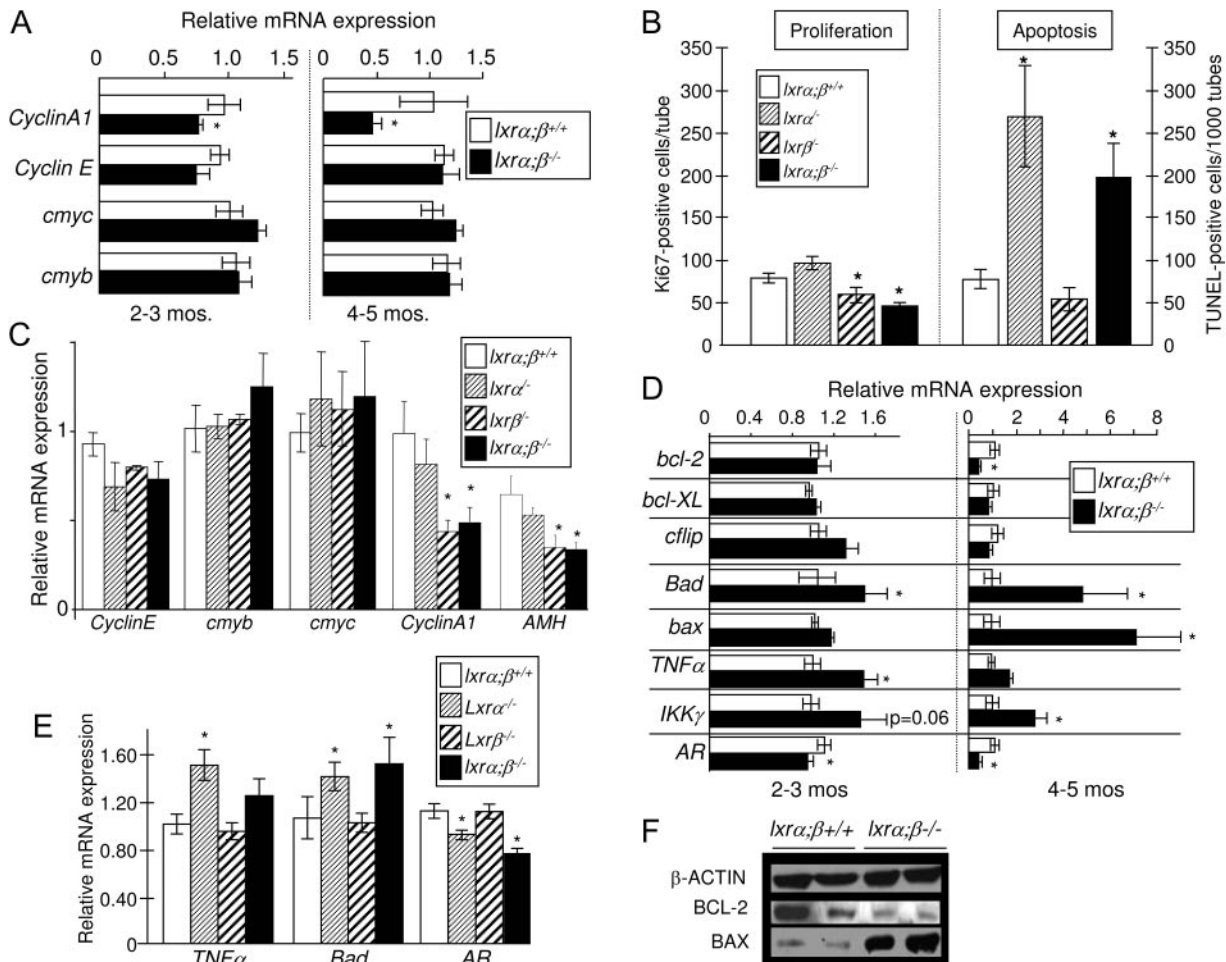 A
Relative mRNA expression
0 0.5 1.0 1.5
0 0.5 1.0 1.5
CyclinA1
*
*
Cyclin E
cmyc
cmyb
lxrα;β+/+
lxrα;β-/-
2-3 mos.
4-5 mos.
B
Proliferation
Apoptosis
Ki67-positive cells/tube
350
300
250
200
150
100
50
0
lxrα;β+/+
lxrα-/-
lxrβ-/-
lxrα;β-/-
*
*
*
*
350
300
250
200
150
100
50
0
TUNEL-positive cells/1000 tubes
C
Relative mRNA expression
1
0
lxrα;β+/+
lxrα-/-
lxrβ-/-
lxrα;β-/-
* * * *
CyclinE cmyb cmyc CyclinA1 AMH
D
Relative mRNA expression
0 0.4 0.8 1.2 1.6
0 2 4 6 8
bcl-2
*
bcl-XL
cflip
Bad
* *
bax
*
TNFα
*
IKKγ
p=0.06 *
AR
* *
lxrα;β+/+
lxrα;β-/-
2-3 mos
4-5 mos
E
Relative mRNA expression
1.60
1.20
0.80
0.40
0
lxrα;β+/+
Lxrα-/-
Lxrβ-/-
lxrα;β-/-
* * * * *
TNFα Bad AR
F
lxrα;β+/+ lxrα;β-/-
β-ACTIN
BCL-2
BAX